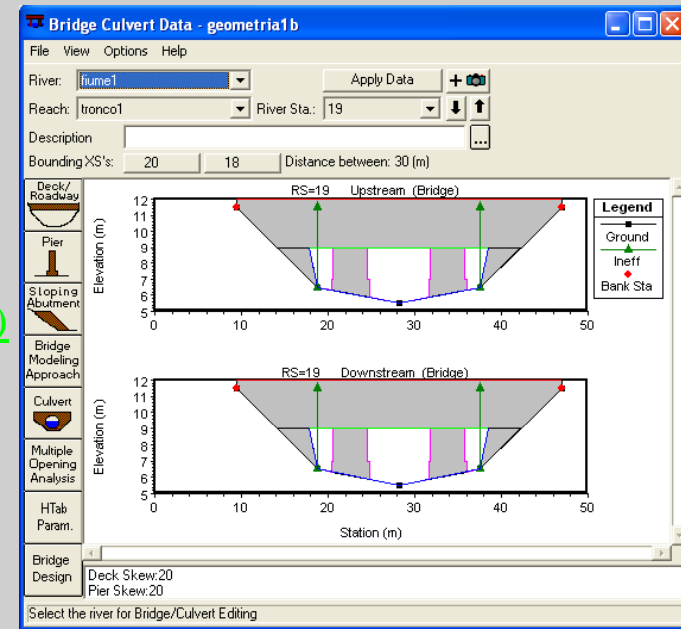 Bridge Culvert Data - geometria1b
File View Options Help
River: fiume1 Apply Data +
Reach: tronco1 River Sta.: 19
Description ...
Bounding XS's: 20 18 Distance between: 30 (m)
Deck/
Roadway
Pier
Sloping
Abutment
Bridge
Modeling
Approach
Culvert
Multiple
Opening
Analysis
HTab
Param.
Bridge
Design
)
RS=19 Upstream (Bridge)
Elevation (m)
12
11
10
9
8
7
6
5
0 10 20 30 40 50
Legend
Ground
Ineff
Bank Sta
RS=19 Downstream (Bridge)
Elevation (m)
12
11
10
9
8
7
6
5
0 10 20 30 40 50
Station (m)
Deck Skew:20
Pier Skew:20
Select the river for Bridge/Culvert Editing